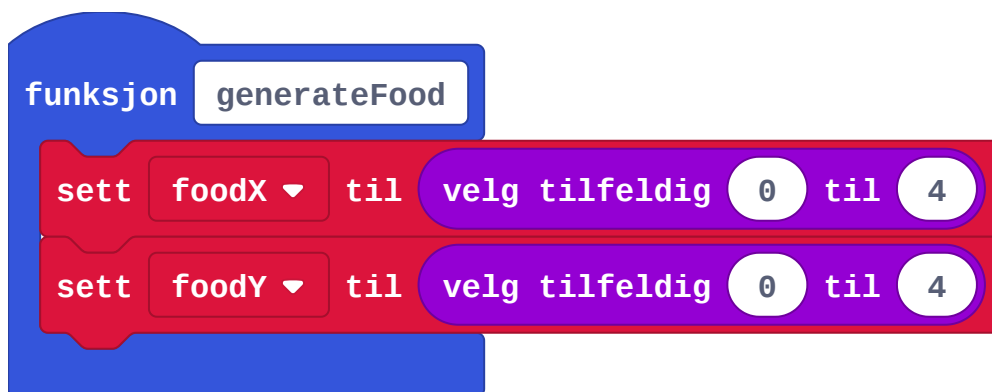 funksjon generateFood
sett foodX til velg tilfeldig 0 til 4
sett foodY til velg tilfeldig 0 til 4